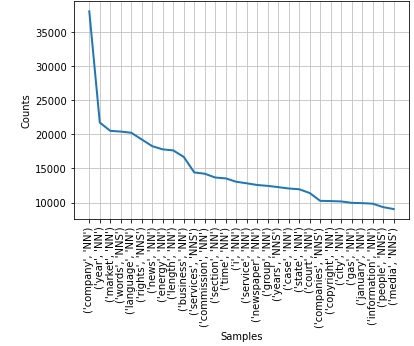 35000
30000
25000
20000
15000
10000
Counts
('company', 'NN')
('year', 'NN')
('market', 'NN')
('words', 'NNS')
('language', 'NN')
('rights', 'NNS')
('news', 'NN')
('energy', 'NN')
('length', 'NN')
('business', 'NN')
('services', 'NNS')
('commission', 'NN')
('section', 'NN')
('time', 'NN')
('i', 'NN')
('service', 'NN')
('newspaper', 'NN')
('group', 'NN')
('years', 'NNS')
('case', 'NN')
('state', 'NN')
('court', 'NN')
('companies', 'NNS')
('copyright', 'NN')
('city', 'NN')
('gas', 'NN')
('january', 'NN')
('information', 'NN')
('people', 'NNS')
('media', 'NNS')
Samples